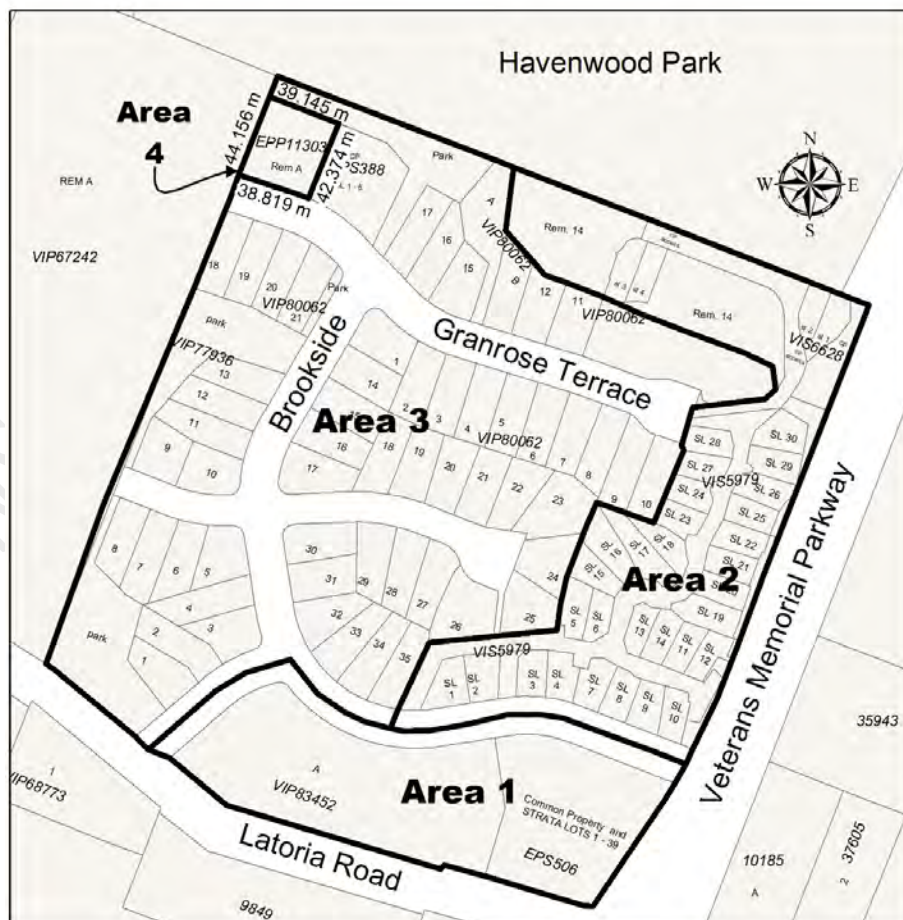 Havenwood Park
N
W
E
S
Area
4
39.145 m
44.156 m
EPP11303
Rem A
42.374 m
38.819 m
REM A
VIP67242
Park
17
16
15
A
VIP80062
B
12
11
VIP80062
Rem. 14
Rem. 14
VIS6628
18
19
20
21
VIP80062
Park
park
VIP77936
13
12
11
9
10
Brookside
Granrose Terrace
Area 3
1
14
16
17
2
3
4
5
VIP80062
6
7
8
9
10
18
19
20
21
22
23
24
25
SL 28
SL 30
SL 27
SL 29
VIS5979
SL 24
SL 26
SL 23
SL 25
SL 22
SL 21
SL 19
SL 16
SL 17
SL 18
SL 15
Area 2
SL 5
SL 6
SL 13
SL 14
SL 11
SL 12
VIS5979
SL 1
SL 2
SL 3
SL 4
SL 7
SL 8
SL 9
SL 10
8
7
6
5
4
3
2
1
park
30
31
32
33
34
35
29
28
27
26
Veterans Memorial Parkway
35943
A
VIP83452
Area 1
Common Property and
STRATA LOTS 1 - 39
EPS506
Latoria Road
1
VIP68773
9849
10185
A
2
37605